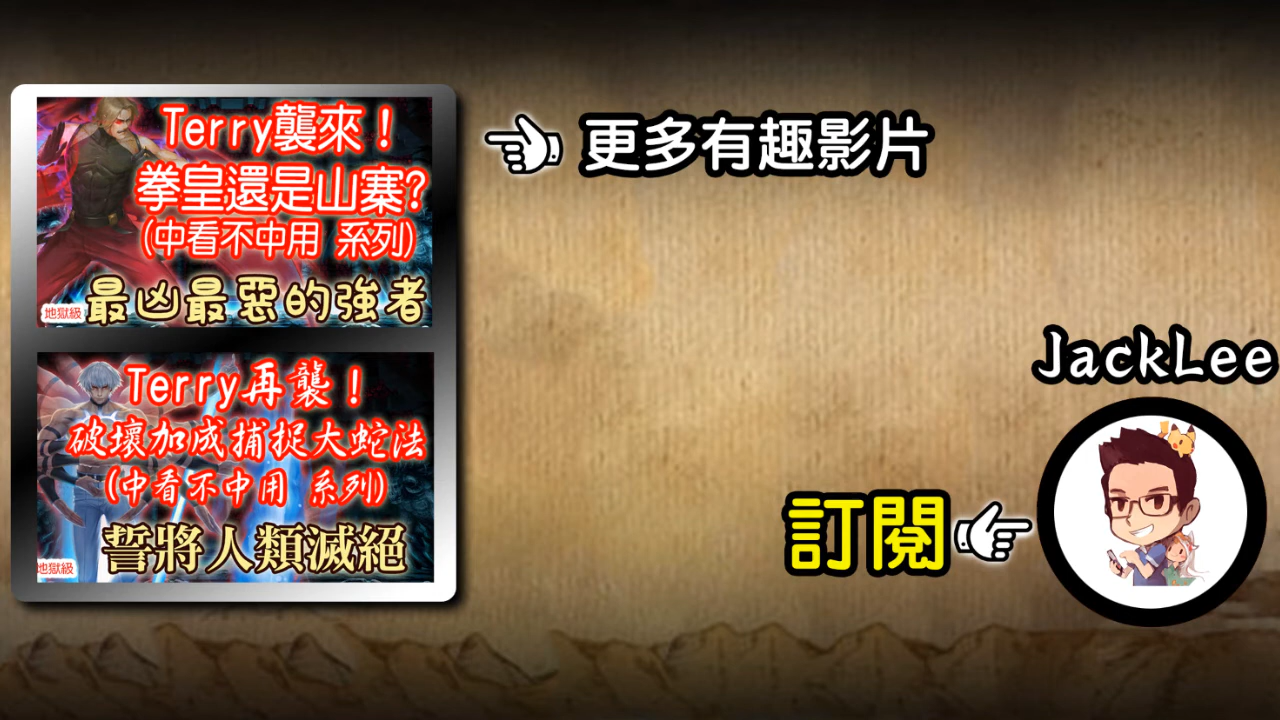 Terry襲來！
拳皇還是山寨?
(中看不中用 系列)
最凶最惡的強者
地獄級
Terry再襲！
破壞加成捕捉大蛇法
(中看不中用 系列)
誓將人類滅絕
地獄級
更多有趣影片
JackLee
訂閱